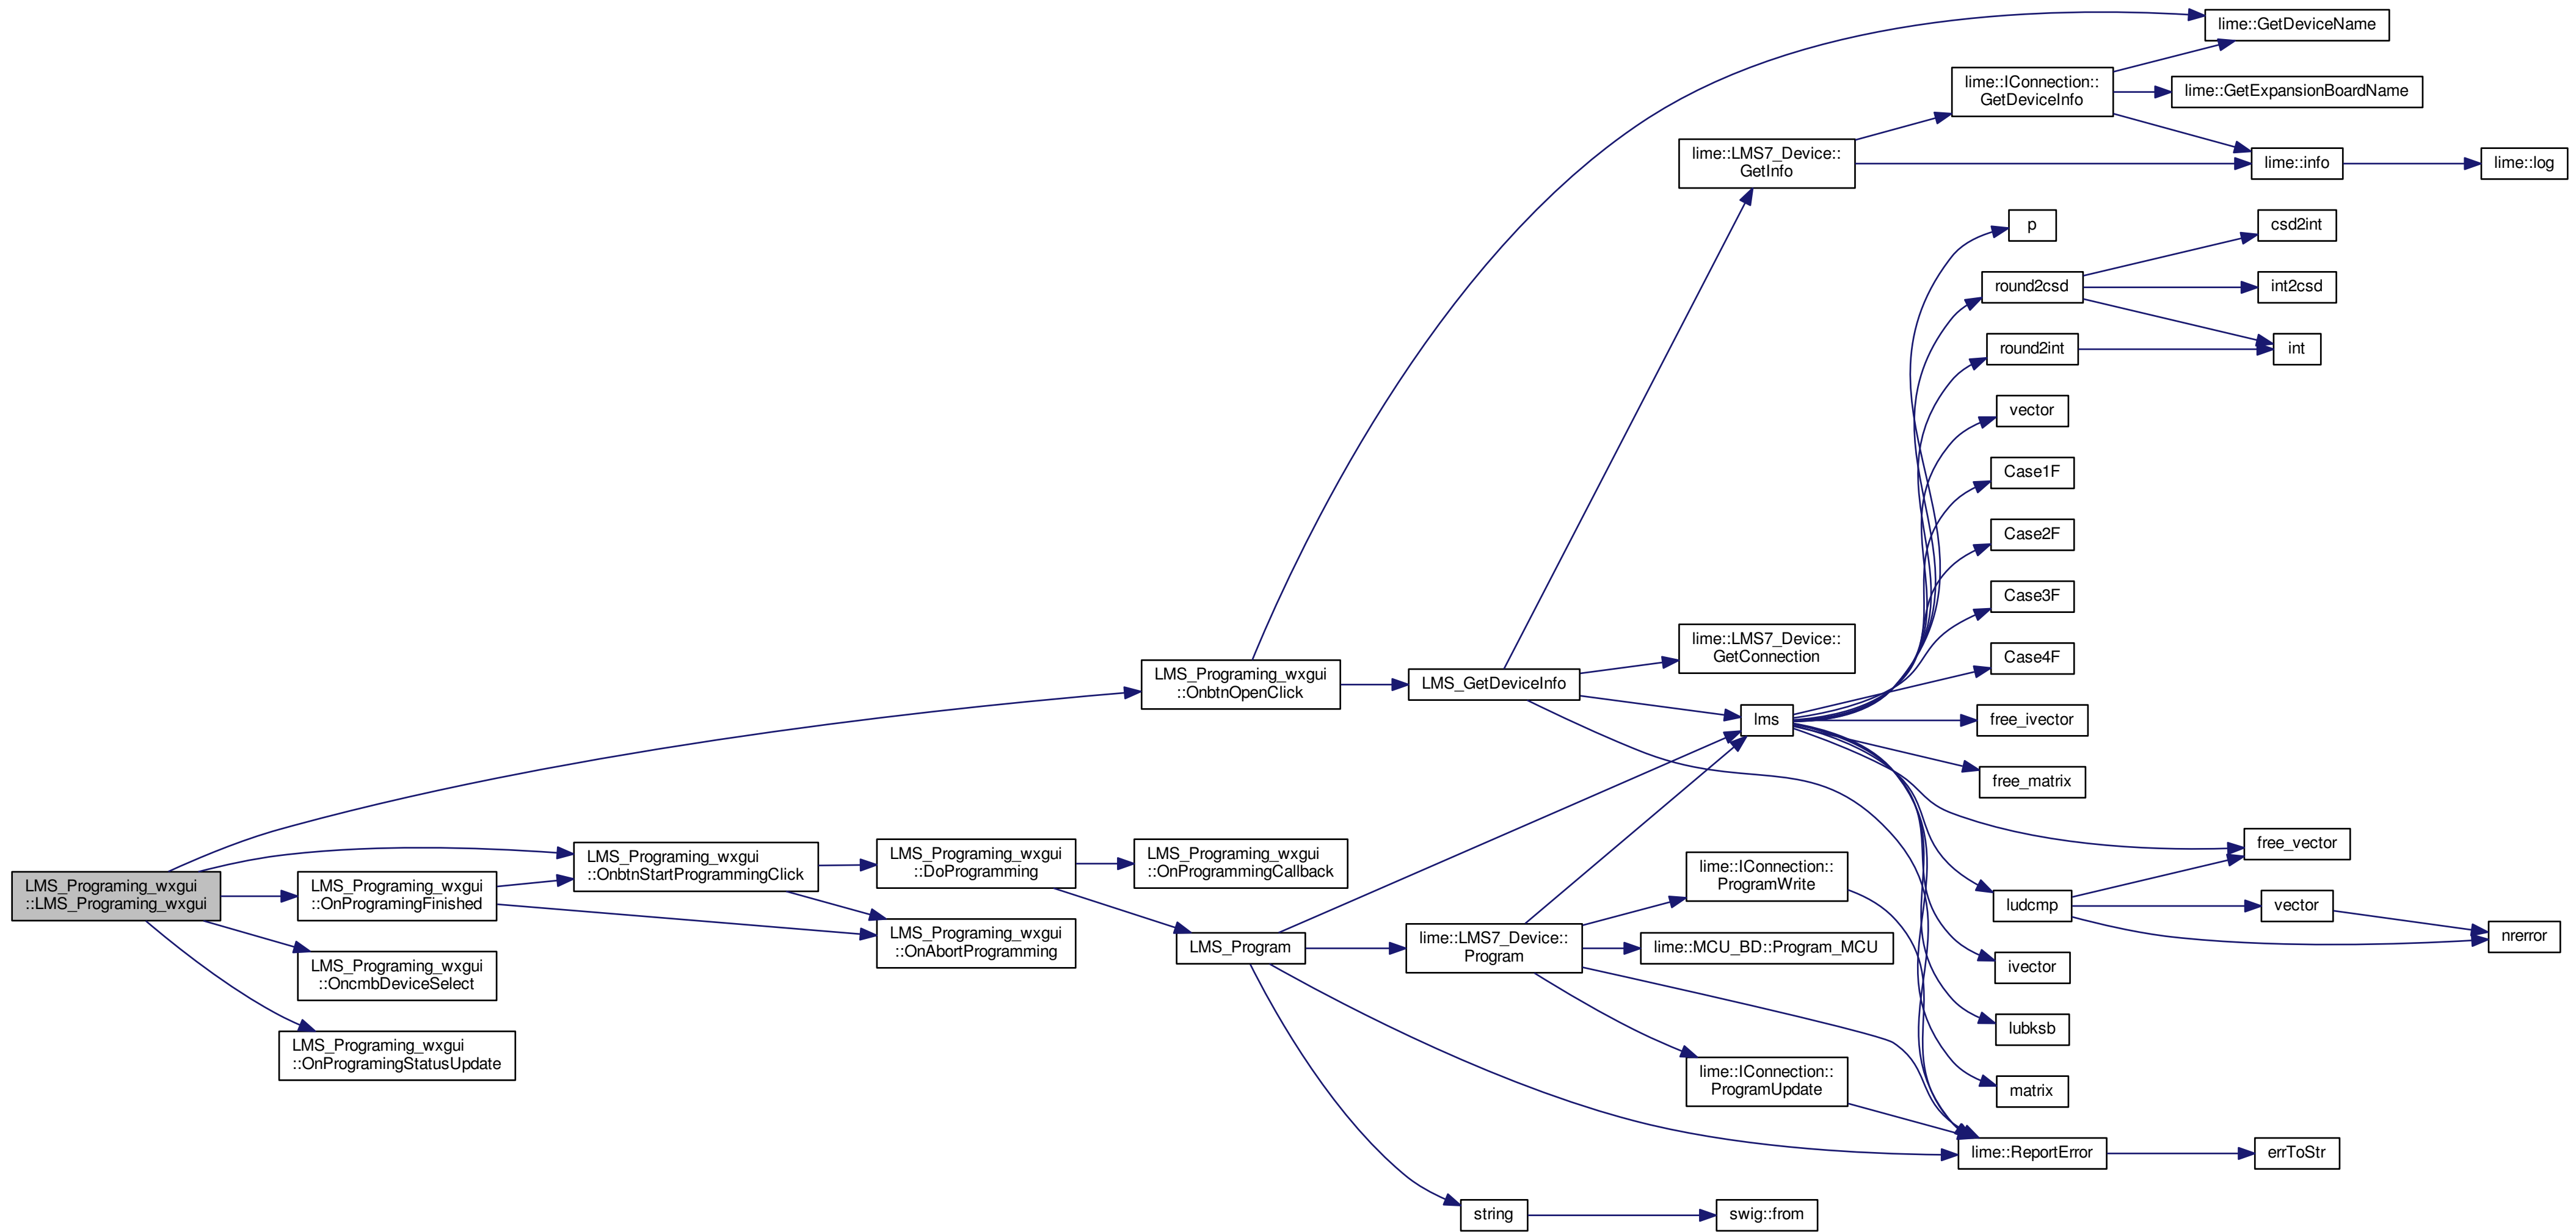 lime::GetDeviceName
lime::IConnection::
GetDeviceInfo
lime::GetExpansionBoardName
lime::LMS7_Device::
GetInfo
lime::info
lime::log
p
csd2int
round2csd
int2csd
round2int
int
vector
Case1F
Case2F
Case3F
lime::LMS7_Device::
GetConnection
Case4F
LMS_Programing_wxgui
::OnbtnOpenClick
LMS_GetDeviceInfo
lms
free_ivector
free_matrix
free_vector
LMS_Programing_wxgui
::LMS_Programing_wxgui
LMS_Programing_wxgui
::OnProgramingFinished
LMS_Programing_wxgui
::OnbtnStartProgrammingClick
LMS_Programing_wxgui
::DoProgramming
LMS_Programing_wxgui
::OnProgrammingCallback
lime::IConnection::
ProgramWrite
ludcmp
vector
nrerror
LMS_Programing_wxgui
::OncmbDeviceSelect
LMS_Programing_wxgui
::OnAbortProgramming
LMS_Program
lime::LMS7_Device::
Program
lime::MCU_BD::Program_MCU
ivector
lubksb
LMS_Programing_wxgui
::OnProgramingStatusUpdate
lime::IConnection::
ProgramUpdate
matrix
lime::ReportError
errToStr
string
swig::from